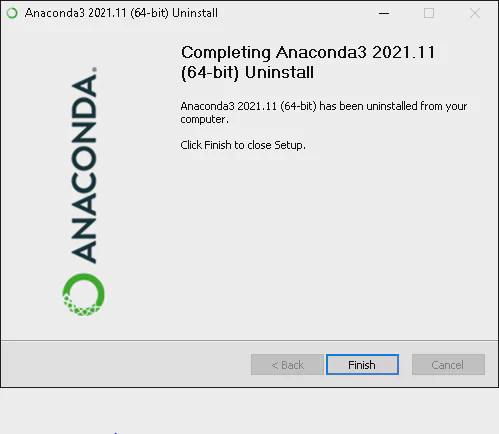 Anaconda3 2021.11 (64-bit) Uninstall
Completing Anaconda3 2021.11
(64-bit) Uninstall
Anaconda3 2021.11 (64-bit) has been uninstalled from your
computer.
Click Finish to close Setup.
ANACONDA.
< Back
Finish
Cancel